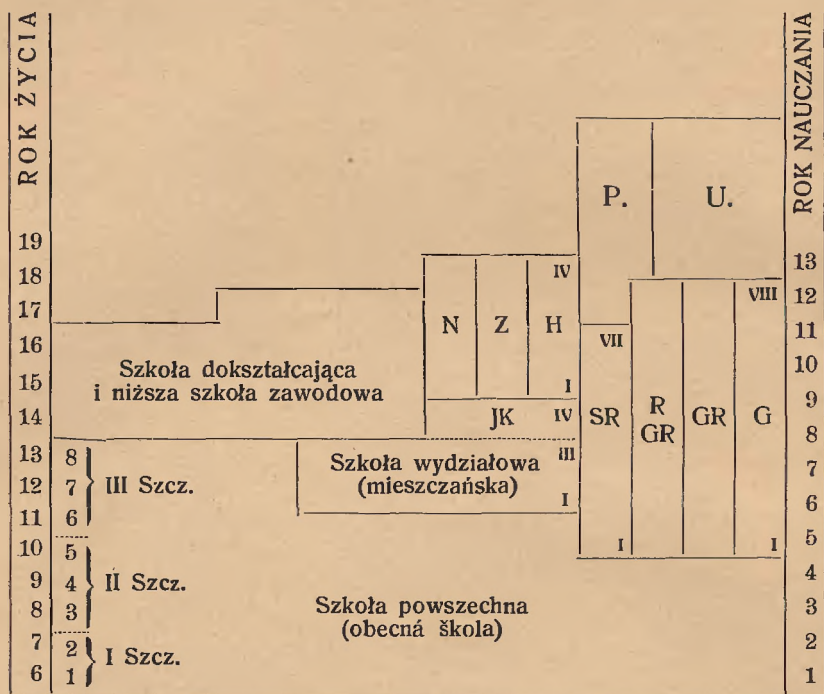 ROK ŻYCIA
ROK NAUCZANIA
P. U.
19
18 IV 13
17 VIII 12
N Z H
16 VII 11
Szkoła dokształcająca 10
15 i niższa szkoła zawodowa I 9
14 JK IV SR R GR GR G 8
13 8 Szkoła wydziałowa III 7
12 7 III Szcz. (mieszczańska) 6
11 6 I
10 5 I I 5
9 4 II Szcz. 4
8 3 Szkoła powszechna 3
7 2 (obecná škola) 2
I Szcz.
6 1 1